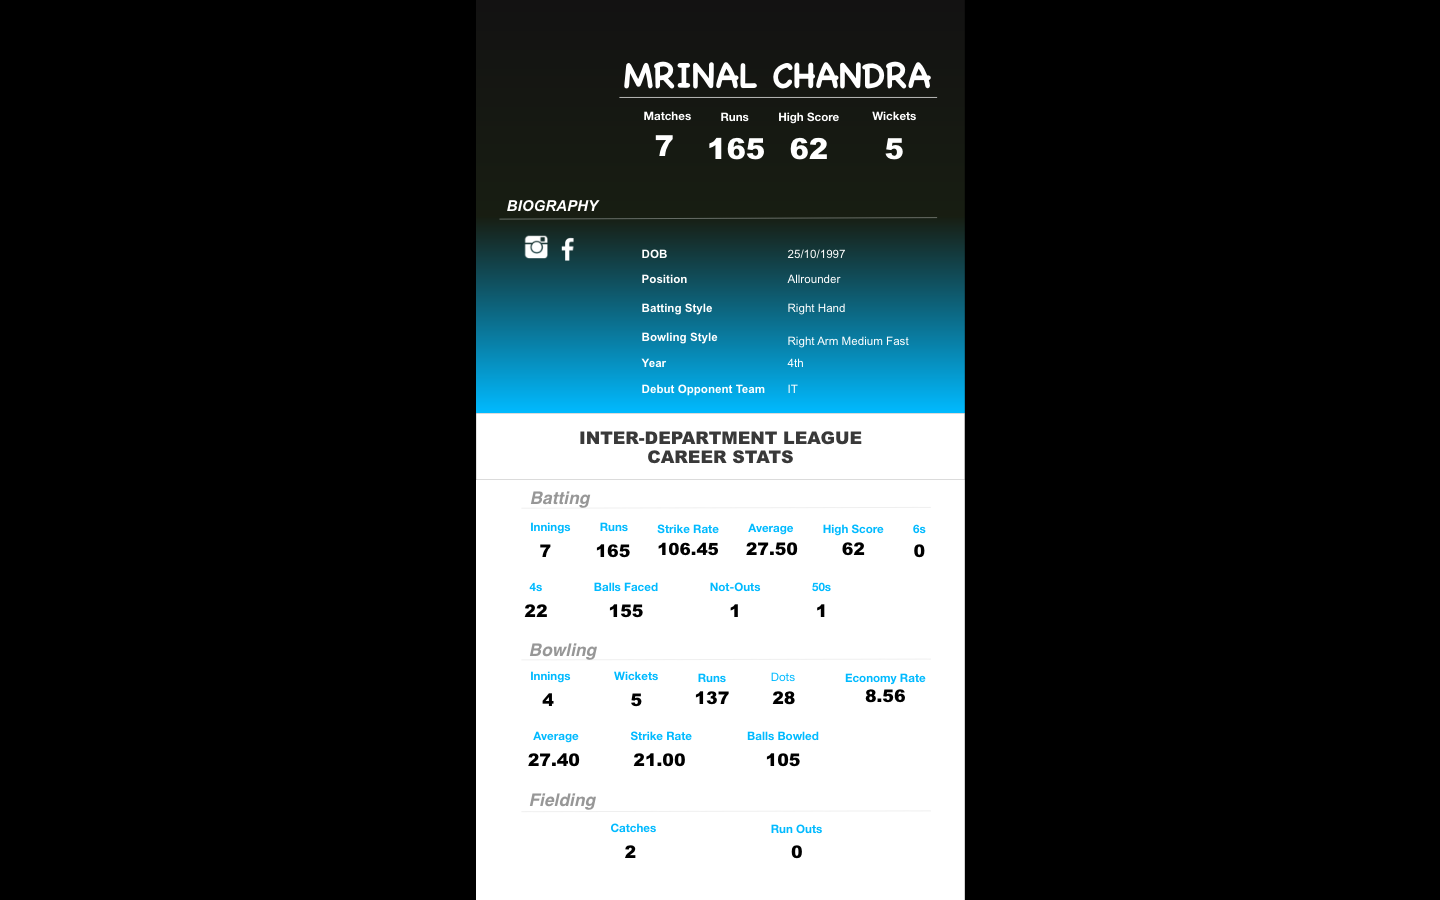 MRINAL CHANDRA
Matches Runs High Score Wickets
7 165 62 5
BIOGRAPHY
DOB 25/10/1997
Position Allrounder
Batting Style Right Hand
Bowling Style Right Arm Medium Fast
Year 4th
Debut Opponent Team IT
INTER-DEPARTMENT LEAGUE
CAREER STATS
Batting
Innings Runs Strike Rate Average High Score 6s
7 165 106.45 27.50 62 0
4s Balls Faced Not-Outs 50s
22 155 1 1
Bowling
Innings Wickets Runs Dots Economy Rate
4 5 137 28 8.56
Average Strike Rate Balls Bowled
27.40 21.00 105
Fielding
Catches Run Outs
2 0